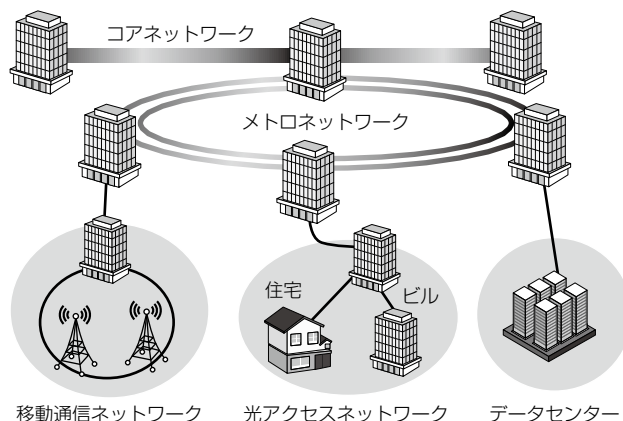 コアネットワーク
メトロネットワーク
住宅
ビル
移動通信ネットワーク
光アクセスネットワーク
データセンター